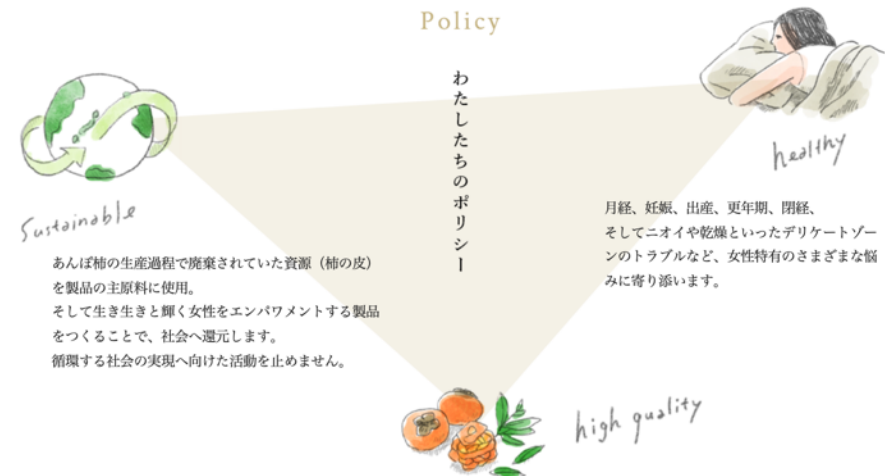 Policy
わたしたちのポリシー
Sustainable
あんぽ柿の生産過程で廃棄されていた資源（柿の皮）
を製品の主原料に使用。
そして生き生きと輝く女性をエンパワメントする製品
をつくることで、社会へ還元します。
循環する社会の実現へ向けた活動を止めません。
healthy
月経、妊娠、出産、更年期、閉経、
そしてニオイや乾燥といったデリケートゾー
ンのトラブルなど、女性特有のさまざまな悩
みに寄り添います。
high quality